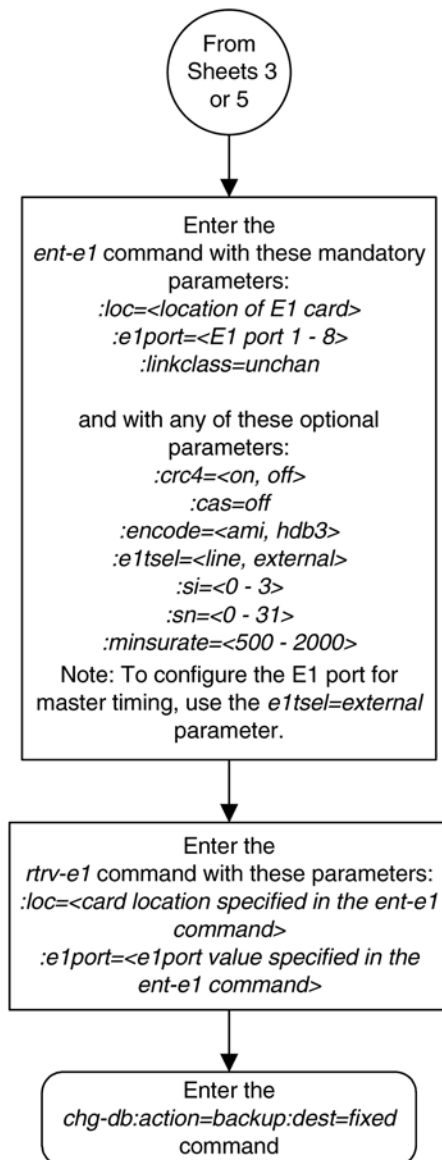 From
Sheets 3
or 5
Enter the
ent-e1 command with these mandatory
parameters:
:loc=<location of E1 card>
:e1port=<E1 port 1 - 8>
:linkclass=unchan
and with any of these optional
parameters:
:crc4=<on, off>
:cas=off
:encode=<ami, hdb3>
:e1tsel=<line, external>
:si=<0 - 3>
:sn=<0 - 31>
:minsurate=<500 - 2000>
Note: To configure the E1 port for
master timing, use the e1tsel=external
parameter.
Enter the
rtrv-e1 command with these parameters:
:loc=<card location specified in the ent-e1
command>
:e1port=<e1port value specified in the
ent-e1 command>
Enter the
chg-db:action=backup:dest=fixed
command